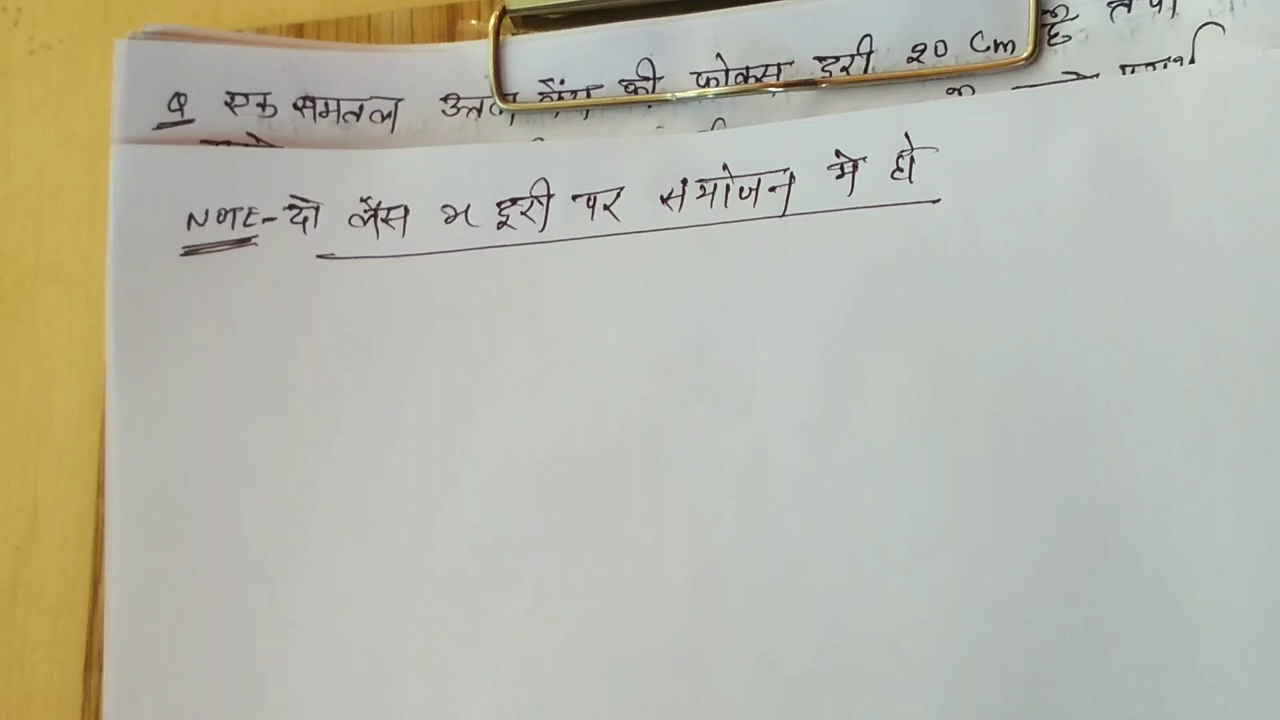 Q एक समतल उत्तल लैंस की फोकस दूरी 20 cm है तथा
NOTE - दो लैंस x दूरी पर संयोजन मे हो